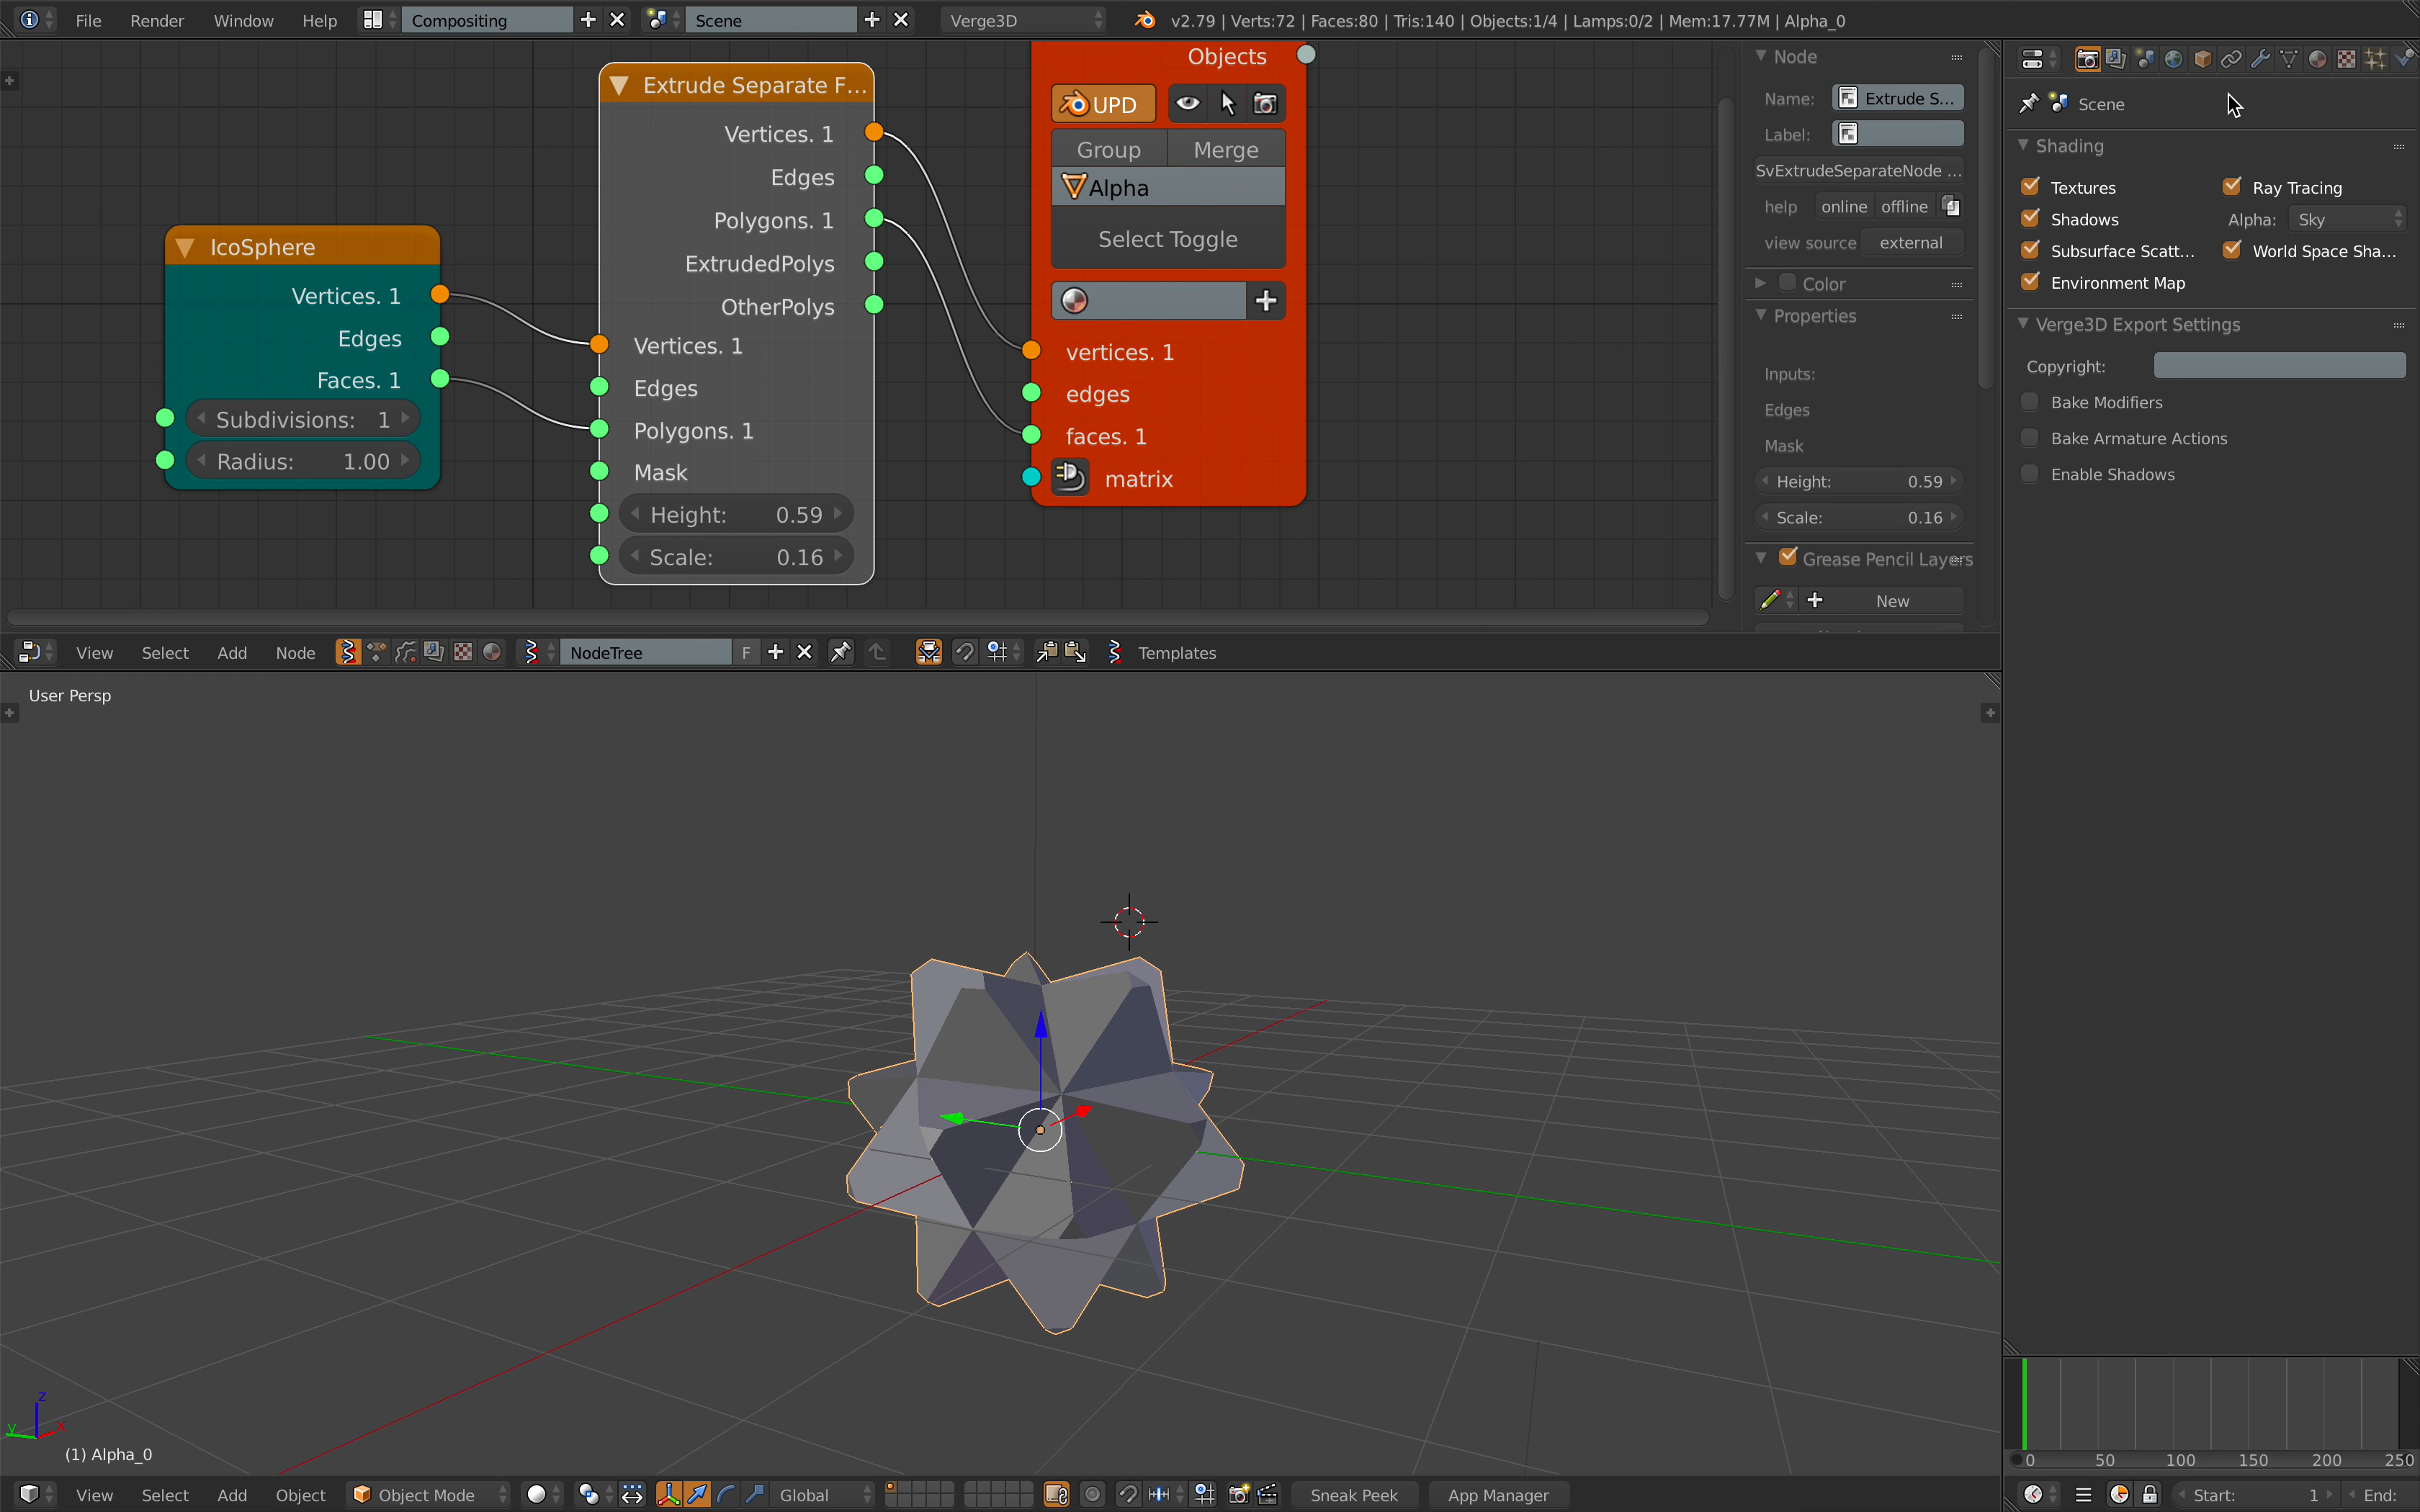 File Render Window Help Compositing Scene Verge3D v2.79 | Verts:72 | Faces:80 | Tris:140 | Objects:1/4 | Lamps:0/2 | Mem:17.77M | Alpha_0
IcoSphere
Vertices. 1
Edges
Faces. 1
Subdivisions: 1
Radius: 1.00
Extrude Separate F...
Vertices. 1
Edges
Polygons. 1
ExtrudedPolys
OtherPolys
Vertices. 1
Edges
Polygons. 1
Mask
Height: 0.59
Scale: 0.16
Objects
UPD
Group Merge
Alpha
Select Toggle
vertices. 1
edges
faces. 1
matrix
Node
Name: Extrude S...
Label:
SvExtrudeSeparateNode ...
help online offline
view source external
Color
Properties
Inputs:
Edges
Mask
Height: 0.59
Scale: 0.16
Grease Pencil Layers
New
Scene
Shading
Textures Ray Tracing
Shadows Alpha: Sky
Subsurface Scatt... World Space Sha...
Environment Map
Verge3D Export Settings
Copyright:
Bake Modifiers
Bake Armature Actions
Enable Shadows
View Select Add Node NodeTree F Templates
User Persp
z
y x
(1) Alpha_0
View Select Add Object Object Mode Global Sneak Peek App Manager
0 50 100 150 200 250
Start: 1 End: